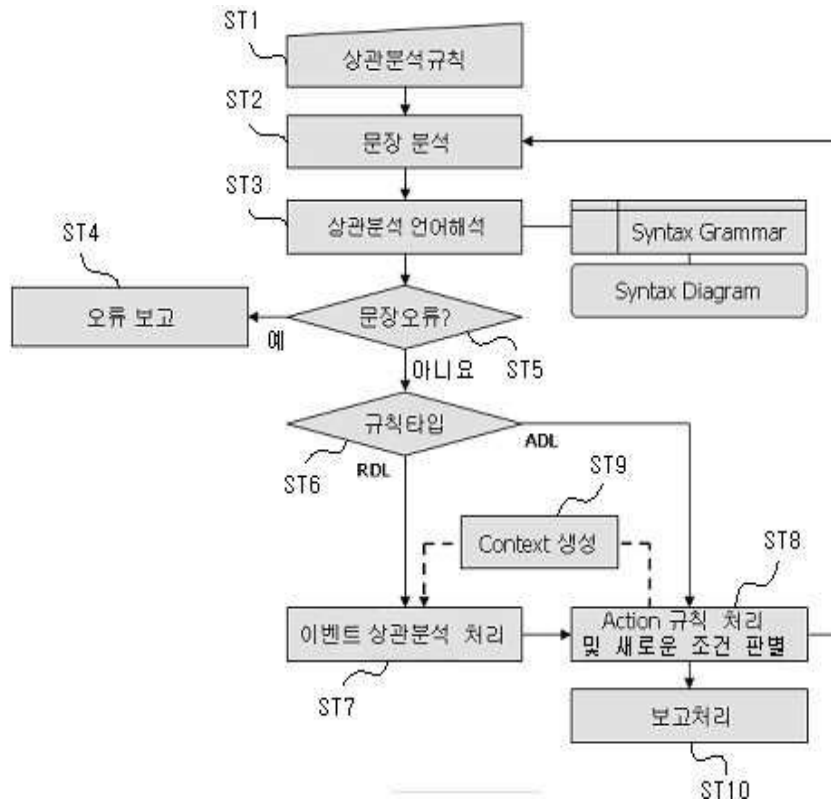 ST1
상관분석규칙
ST2
문장 분석
ST3
상관분석 언어해석
Syntax Grammar
Syntax Diagram
ST4
오류 보고
예
문장오류?
ST5
아니요
규칙타입
ADL
RDL
ST6
ST9
Context 생성
ST8
이벤트 상관분석 처리
Action 규칙 처리
및 새로운 조건 판별
ST7
보고처리
ST10